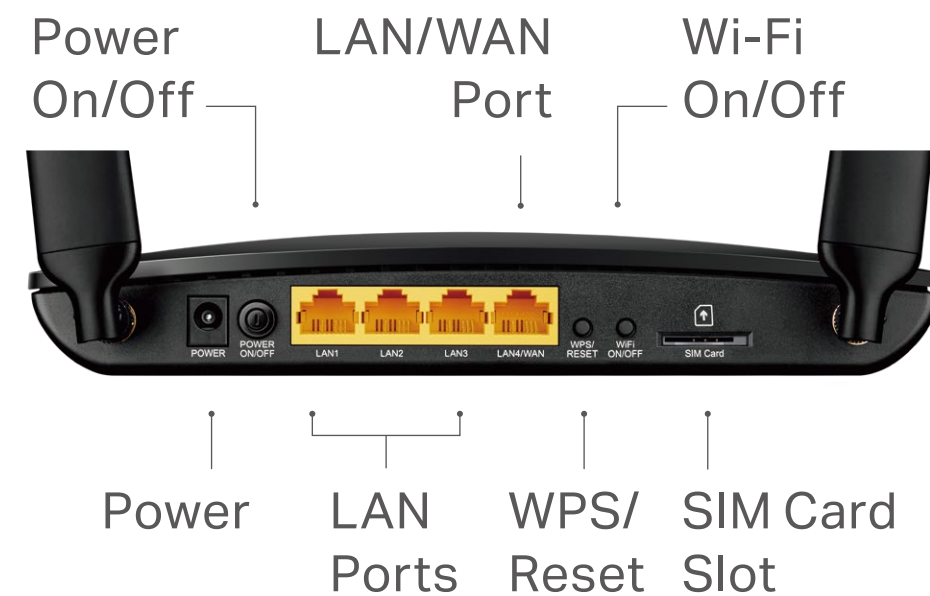 Power
On/Off
LAN/WAN
Port
Wi-Fi
On/Off
POWER
POWER
ON/OFF
LAN1
LAN2
LAN3
LAN4/WAN
WPS/
RESET
WiFi
ON/OFF
SIM Card
Power
LAN
Ports
WPS/
Reset
SIM Card
Slot